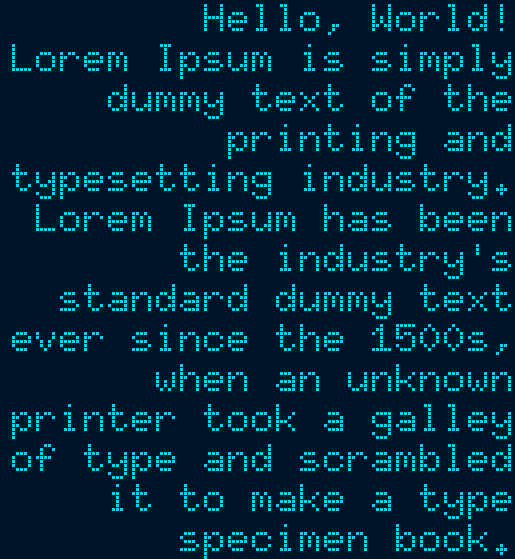 Hello, World!
Lorem Ipsum is simply
dummy text of the
printing and
typesetting industry.
Lorem Ipsum has been
the industry's
standard dummy text
ever since the 1500s,
when an unknown
printer took a galley
of type and scrambled
it to make a type
specimen book.